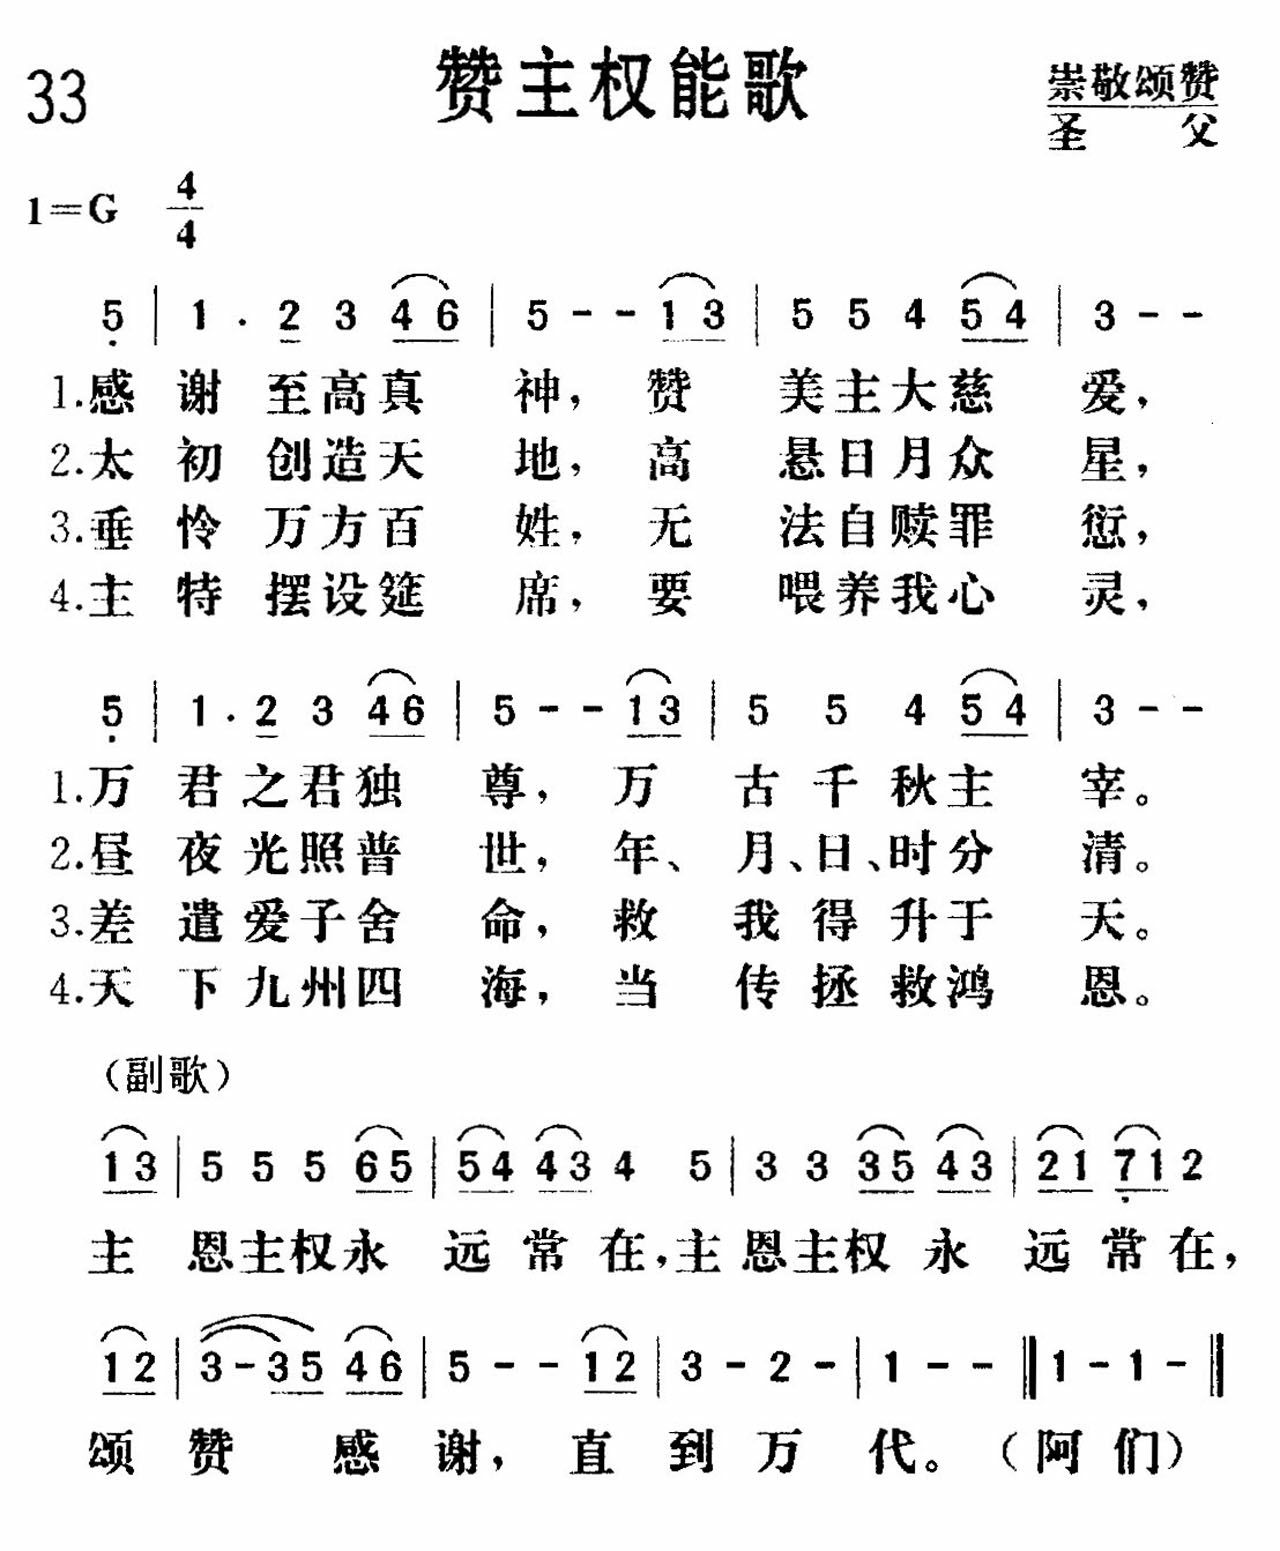 33 赞主权能歌 崇敬颂赞
圣 父
1=G 4/4
5 | 1 . 2 3 4 6 | 5 - - 1 3 | 5 5 4 5 4 | 3 - -
1.感 谢 至高真 神，赞 美主大慈 爱，
2.太 初 创造天 地，高 悬日月众 星，
3.垂 怜 万方百 姓，无 法自赎罪 愆，
4.主 特 摆设筵 席，要 喂养我心 灵，
5 | 1 . 2 3 4 6 | 5 - - 1 3 | 5 5 4 5 4 | 3 - -
1.万 君之君独 尊，万 古千秋主 宰。
2.昼 夜光照普 世，年、月、日、时分 清。
3.差 遣爱子舍 命，救 我得升于 天。
4.天 下九州四 海，当 传拯救鸿 恩。
（副歌）
1 3 | 5 5 5 6 5 | 5 4 4 3 4 5 | 3 3 3 5 4 3 | 2 1 7 1 2
主 恩主权永 远常在，主恩主权永 远常在，
1 2 | 3 - 3 5 4 6 | 5 - - 1 2 | 3 - 2 - | 1 - - ‖ 1 - 1 - ‖
颂 赞 感 谢，直 到 万 代。（阿 们）